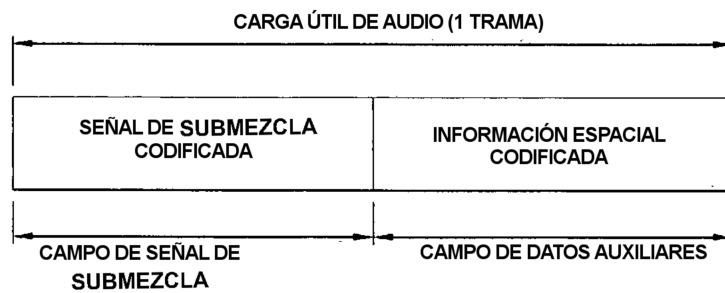 CARGA ÚTIL DE AUDIO (1 TRAMA)
SEÑAL DE SUBMEZCLA
CODIFICADA
INFORMACIÓN ESPACIAL
CODIFICADA
CAMPO DE SEÑAL DE
SUBMEZCLA
CAMPO DE DATOS AUXILIARES